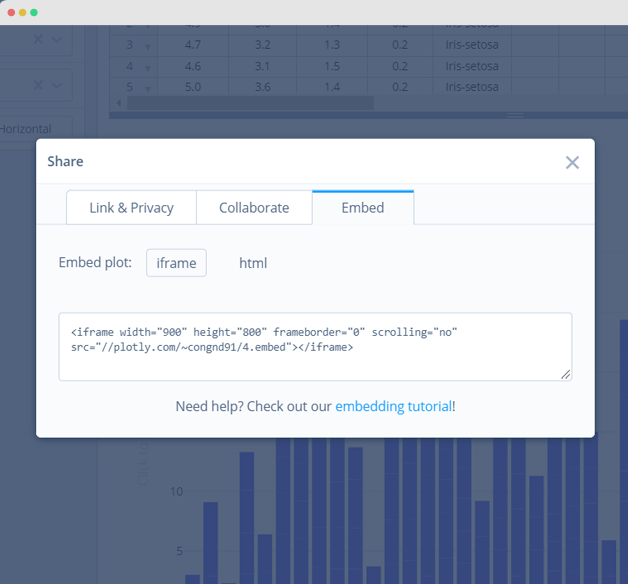 3 4.7 3.2 1.3 0.2 Iris-setosa
4 4.6 3.1 1.5 0.2 Iris-setosa
5 5.0 3.6 1.4 0.2 Iris-setosa
Horizontal
Share
Link & Privacy Collaborate Embed
Embed plot: iframe html
<iframe width="900" height="800" frameborder="0" scrolling="no"
src="//plotly.com/~congnd91/4.embed"></iframe>
Need help? Check out our embedding tutorial!
10
5